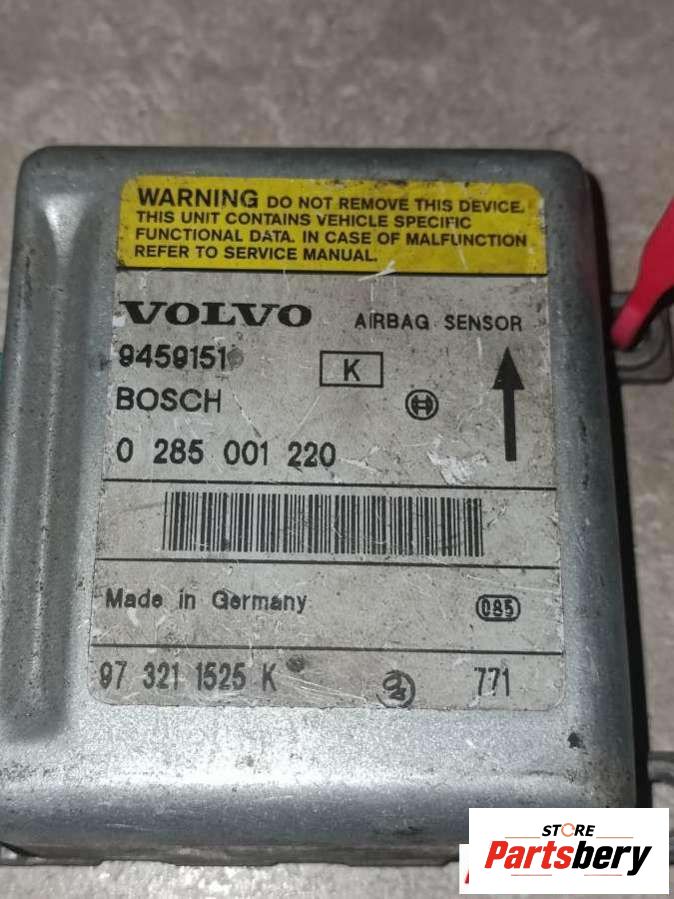 WARNING DO NOT REMOVE THIS DEVICE.
THIS UNIT CONTAINS VEHICLE SPECIFIC
FUNCTIONAL DATA. IN CASE OF MALFUNCTION
REFER TO SERVICE MANUAL.
VOLVO AIRBAG SENSOR
9459151 K
BOSCH
0 285 001 220
Made in Germany 085
97 321 1525 K 771
STORE
Partsbery